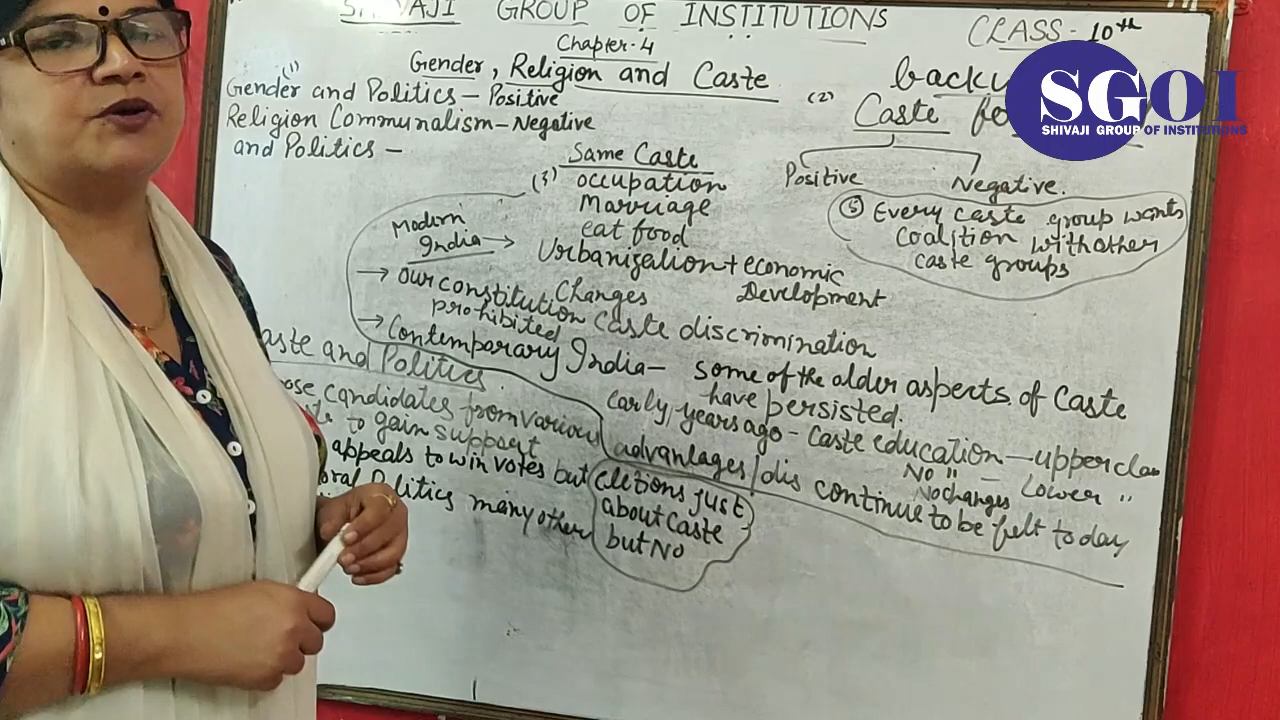 SHIVAJI GROUP OF INSTITUTIONS
CLASS - 10th
Chapter-4
Gender, Religion and Caste
(1)
Gender and Politics - Positive
Religion Communalism - Negative
and Politics -
(2)
Caste
Positive
Negative.
(5) Every caste group wants
coalition with other
caste groups
Same Caste
(3) occupation
Marriage
eat food
Modern
India → Urbanisation + economic
Changes Development
→ our constitution caste discrimination
prohibited
→ Contemporary India - some of the older aspects of Caste
have persisted.
early, years ago - Caste education - upper
No " - Lower "
No changes
advantages/dis continue to be felt today
aste and Politics.
ose candidates from various
to gain support
appeals to win votes but
oral Politics many other
just
about Caste
but No
SGOI
SHIVAJI GROUP OF INSTITUTIONS